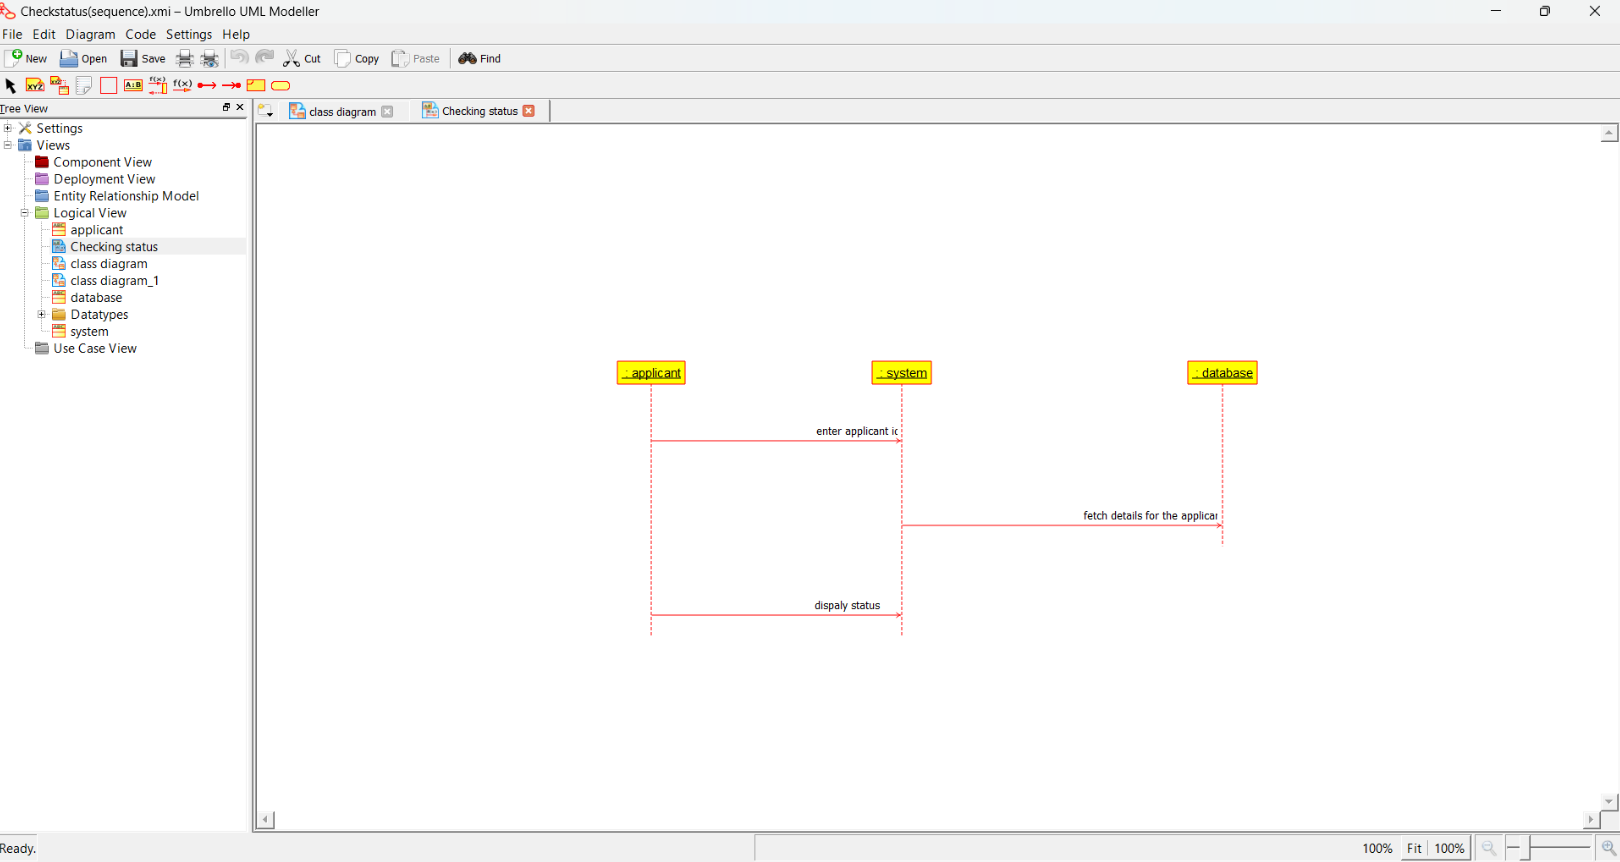 Checkstatus(sequence).xmi – Umbrello UML Modeller
File Edit Diagram Code Settings Help
New Open Save Cut Copy Paste Find
XYZ XYZ A:B f(x) f(x)
Tree View
class diagram Checking status
Settings
Views
Component View
Deployment View
Entity Relationship Model
Logical View
applicant
Checking status
class diagram
class diagram_1
database
Datatypes
system
Use Case View
: applicant : system : database
enter applicant ic
fetch details for the applicar
dispaly status
Ready. 100% Fit 100%